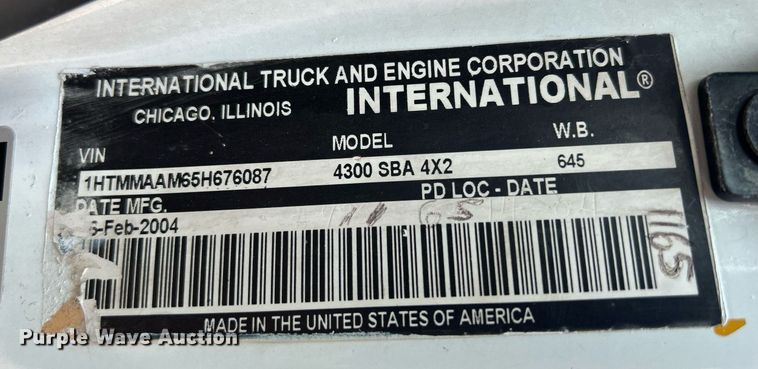 INTERNATIONAL TRUCK AND ENGINE CORPORATION
CHICAGO, ILLINOIS INTERNATIONAL®
VIN MODEL W.B.
1HTMMAAM65H676087 4300 SBA 4X2 645
DATE MFG. PD LOC - DATE
-Feb-2004
1165
MADE IN THE UNITED STATES OF AMERICA
Purple Wave Auction